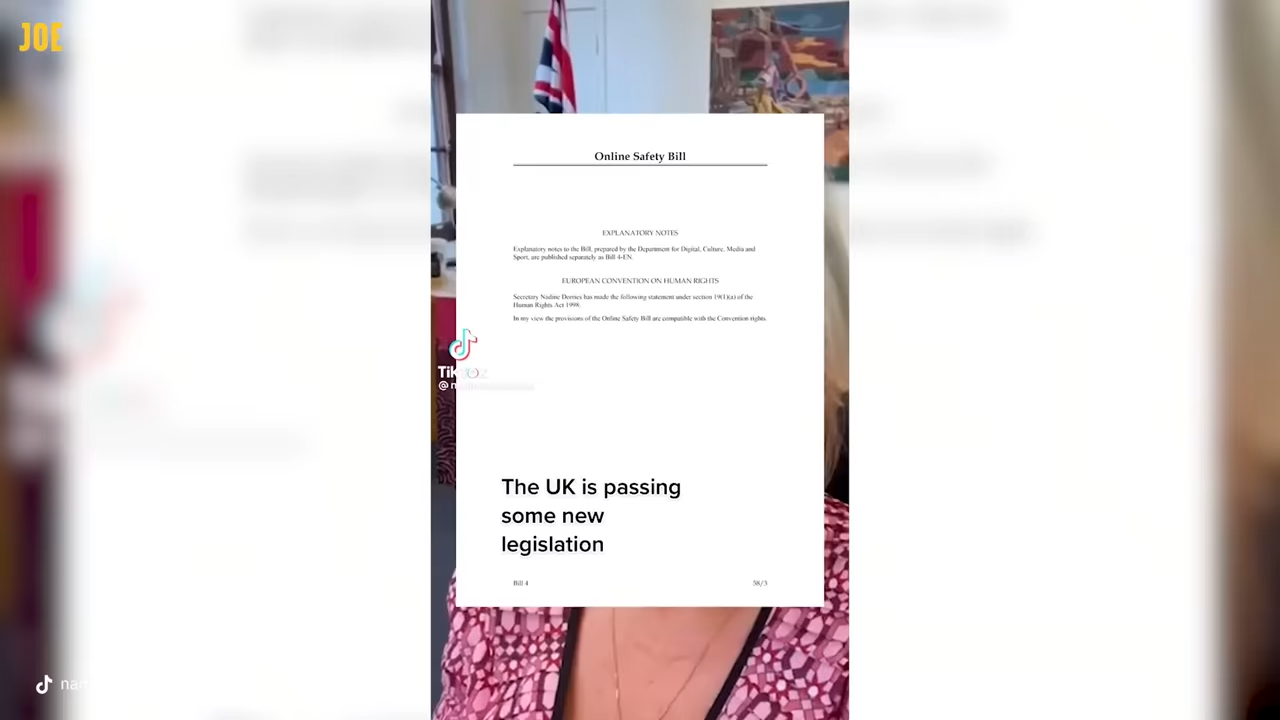 JOE
Online Safety Bill
EXPLANATORY NOTES
Explanatory notes to the Bill, prepared by the Department for Digital, Culture, Media and
Sport, are published separately as Bill 4-EN.
EUROPEAN CONVENTION ON HUMAN RIGHTS
Secretary Nadine Dorries has made the following statement under section 19(1)(a) of the
Human Rights Act 1998:
In my view the provisions of the Online Safety Bill are compatible with the Convention rights.
The UK is passing
some new
legislation
Bill 4
58/3